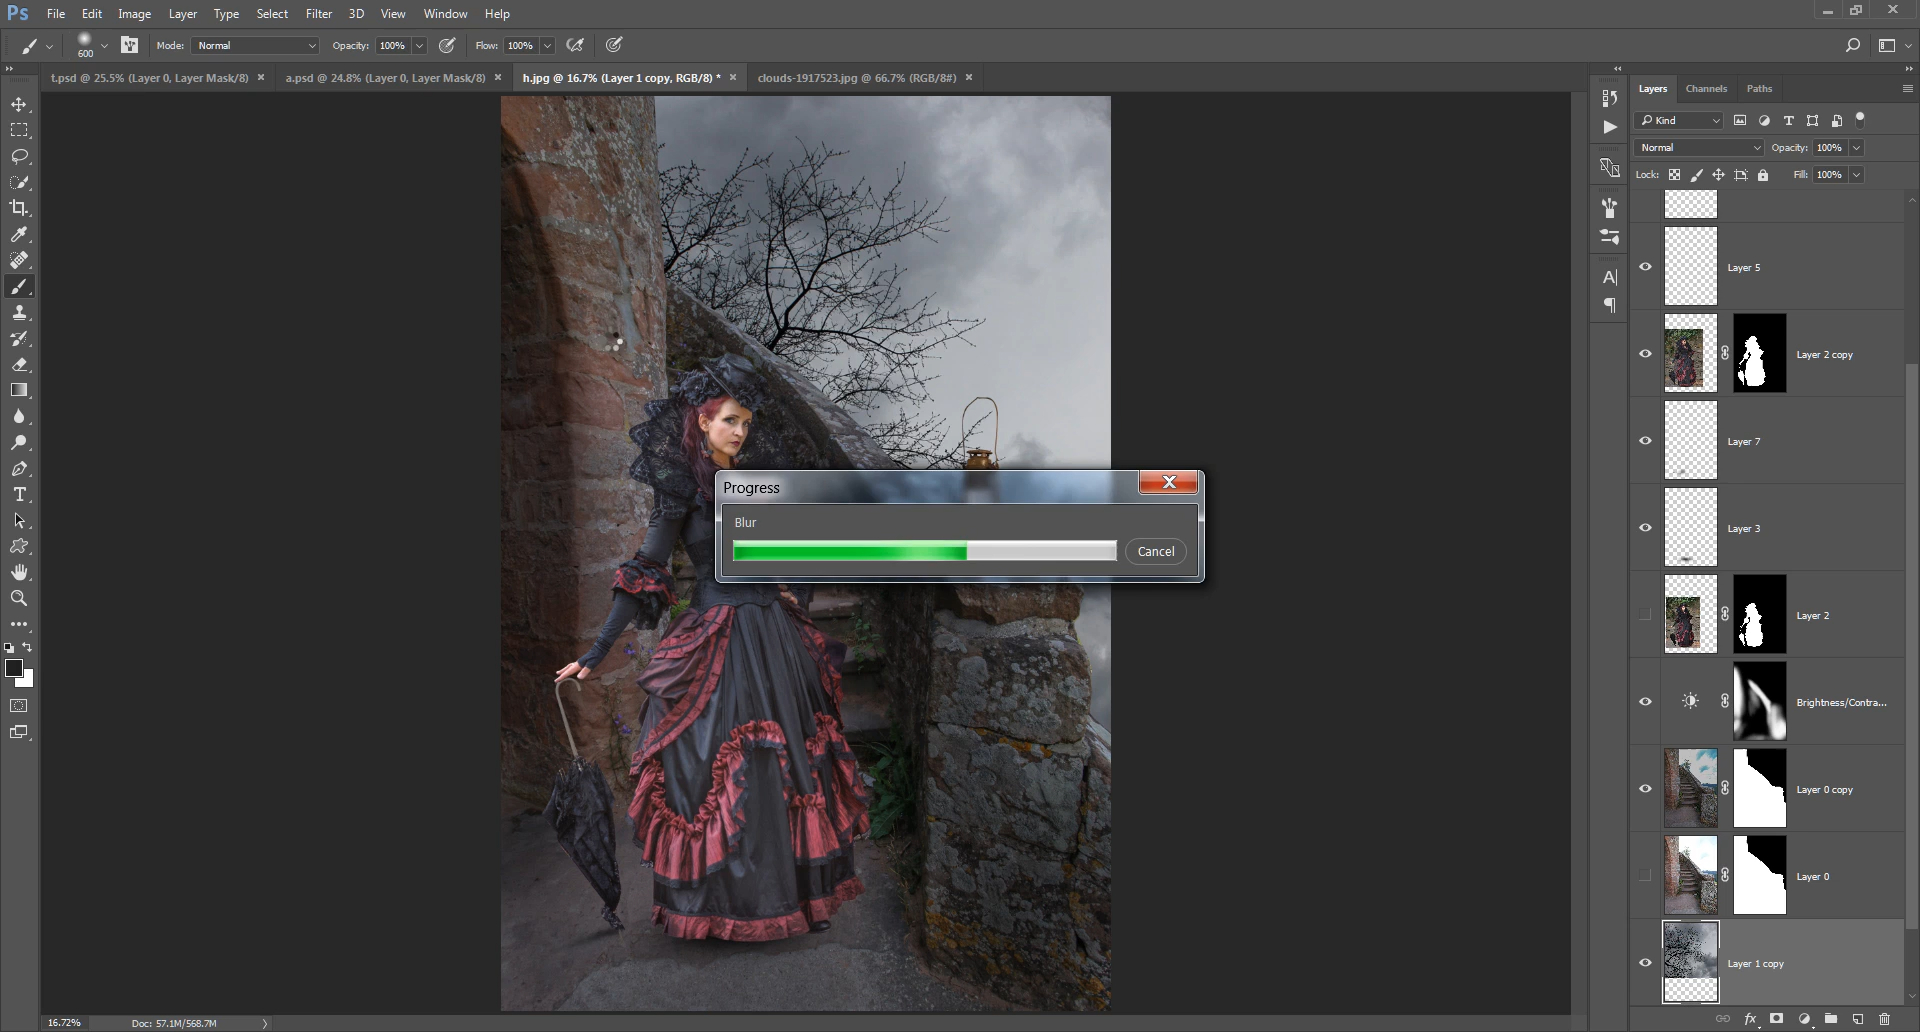 Ps File Edit Image Layer Type Select Filter 3D View Window Help
600 Mode: Normal Opacity: 100% Flow: 100%
t.psd @ 25.5% (Layer 0, Layer Mask/8) × a.psd @ 24.8% (Layer 0, Layer Mask/8) × h.jpg @ 16.7% (Layer 1 copy, RGB/8) * × clouds-1917523.jpg @ 66.7% (RGB/8#) ×
Layers Channels Paths
Kind
Normal Opacity: 100%
Lock: Fill: 100%
Layer 5
Layer 2 copy
Layer 7
Layer 3
Layer 2
Brightness/Contra...
Layer 0 copy
Layer 0
Layer 1 copy
Progress
Blur
Cancel
16.72% Doc: 57.1M/568.7M